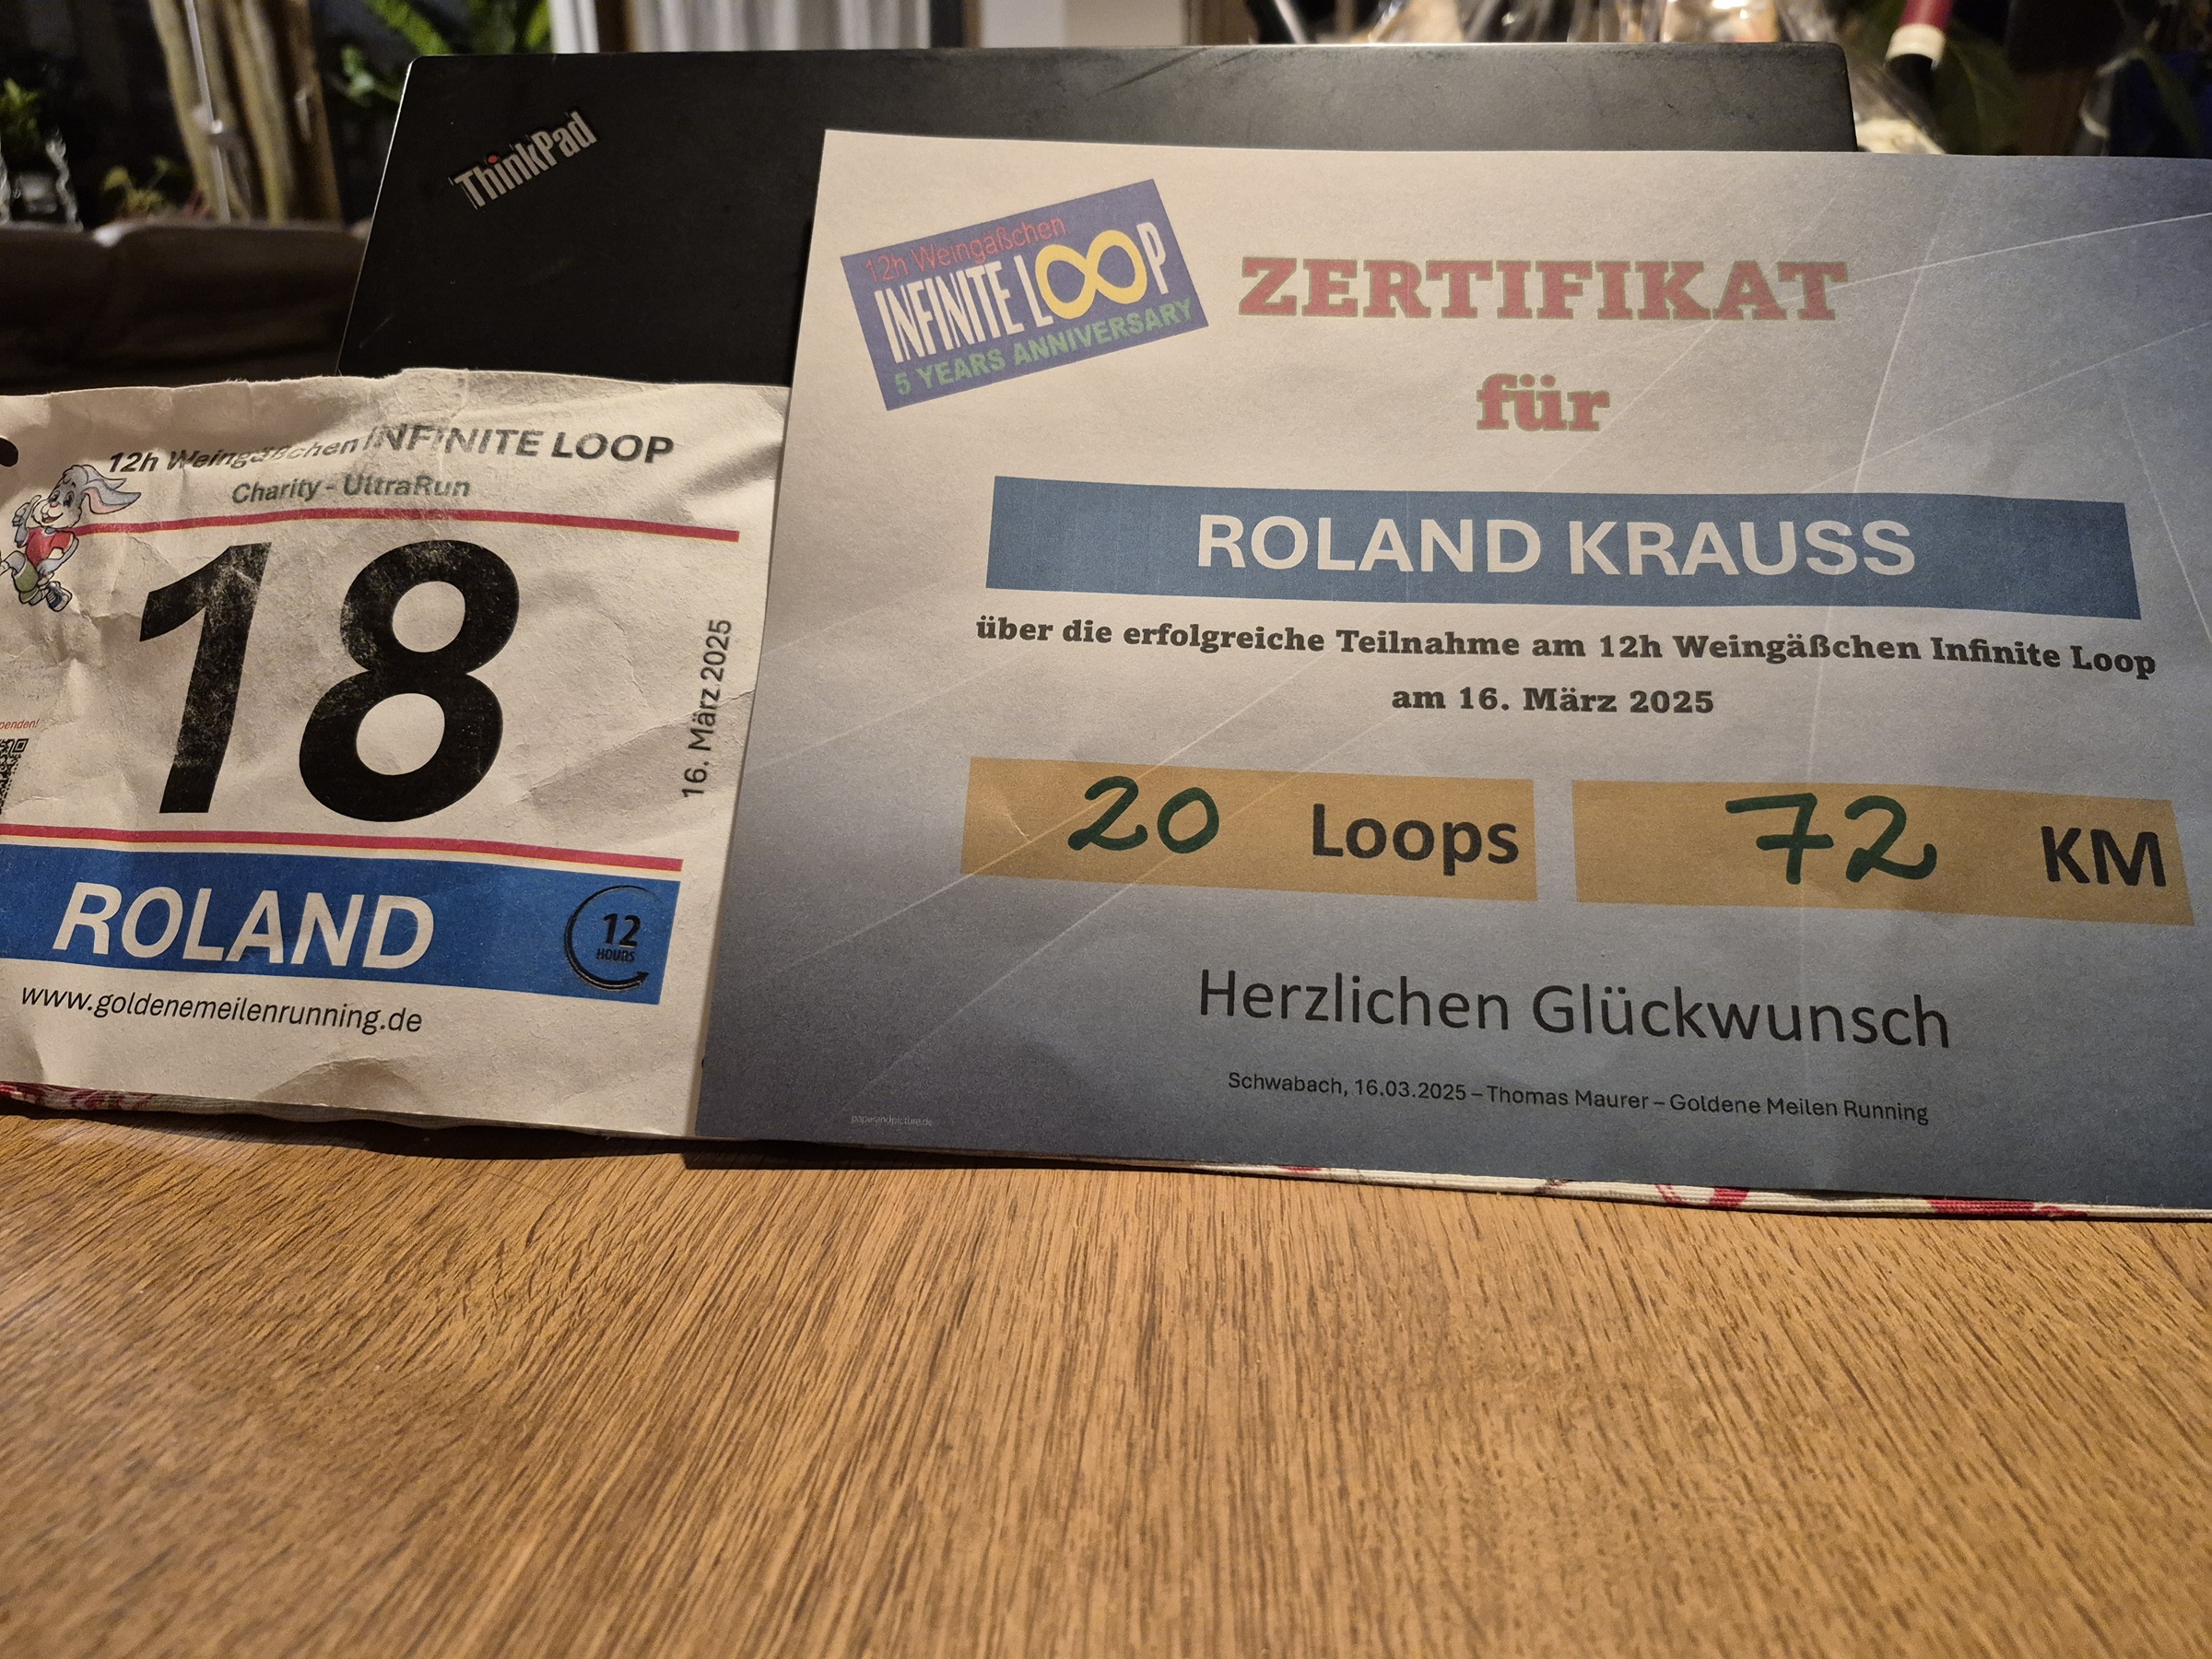 ThinkPad
12h Weingäßchen INFINITE LOOP
Charity - UltraRun
18
16. März 2025
ROLAND
12
HOURS
www.goldenemeilenrunning.de
12h Weingäßchen
INFINITE LOOP
5 YEARS ANNIVERSARY
ZERTIFIKAT
für
ROLAND KRAUSS
über die erfolgreiche Teilnahme am 12h Weingäßchen Infinite Loop
am 16. März 2025
20 Loops
72 KM
Herzlichen Glückwunsch
Schwabach, 16.03.2025 – Thomas Maurer – Goldene Meilen Running